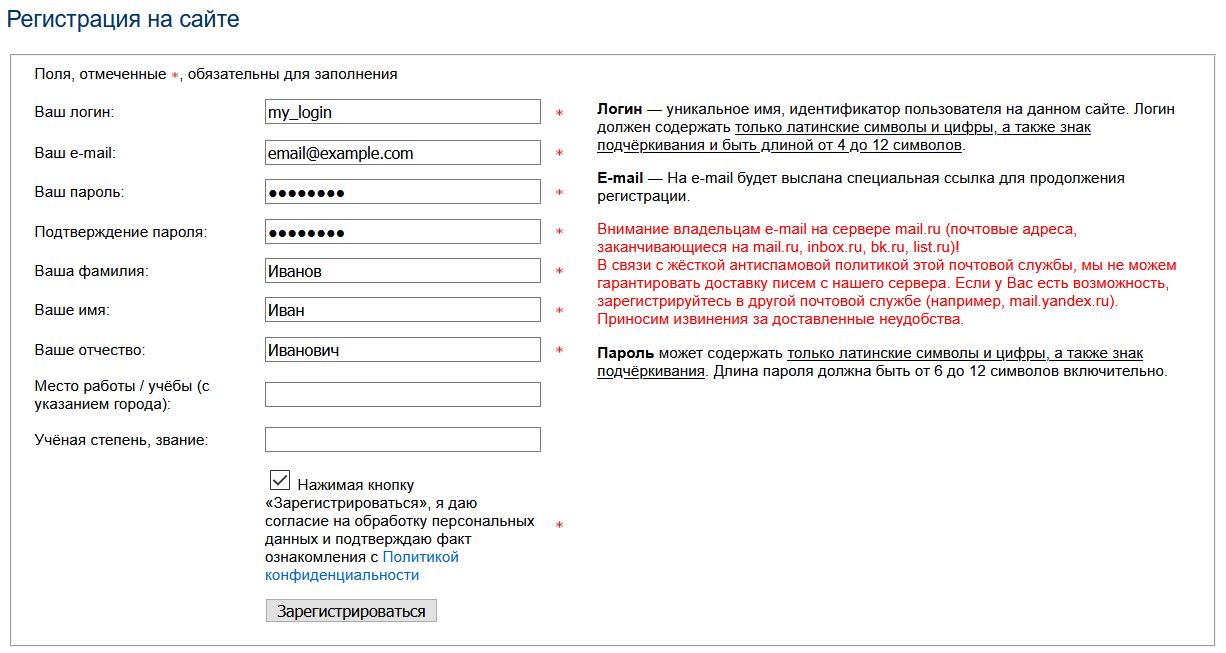 Регистрация на сайте
Поля, отмеченные *, обязательны для заполнения
Ваш логин:
my_login
*
Ваш e-mail:
email@example.com
*
Ваш пароль:
●●●●●●●●
*
Подтверждение пароля:
●●●●●●●●
*
Ваша фамилия:
Иванов
*
Ваше имя:
Иван
*
Ваше отчество:
Иванович
*
Место работы / учёбы (с
указанием города):
Учёная степень, звание:
Нажимая кнопку
«Зарегистрироваться», я даю
согласие на обработку персональных
данных и подтверждаю факт
ознакомления с Политикой
конфиденциальности
*
Зарегистрироваться
Логин — уникальное имя, идентификатор пользователя на данном сайте. Логин
должен содержать только латинские символы и цифры, а также знак
подчёркивания и быть длиной от 4 до 12 символов.
E-mail — На e-mail будет выслана специальная ссылка для продолжения
регистрации.
Внимание владельцам e-mail на сервере mail.ru (почтовые адреса,
заканчивающиеся на mail.ru, inbox.ru, bk.ru, list.ru)!
В связи с жёсткой антиспамовой политикой этой почтовой службы, мы не можем
гарантировать доставку писем с нашего сервера. Если у Вас есть возможность,
зарегистрируйтесь в другой почтовой службе (например, mail.yandex.ru).
Приносим извинения за доставленные неудобства.
Пароль может содержать только латинские символы и цифры, а также знак
подчёркивания. Длина пароля должна быть от 6 до 12 символов включительно.